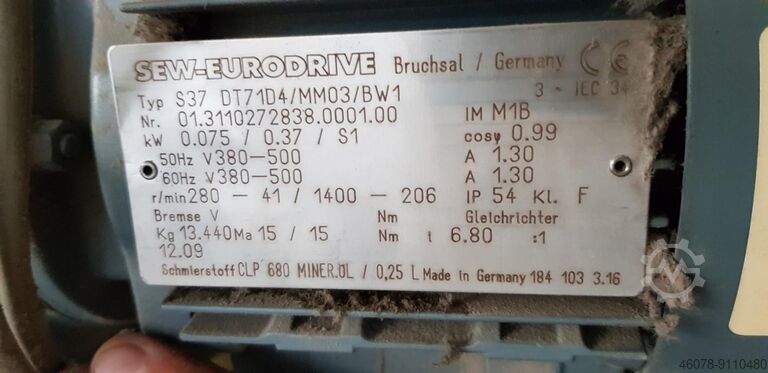 SEW-EURODRIVE Bruchsal / Germany CE
Typ S37 DT71D4/MM03/BW1 3 ~ IEC 34
Nr. 01.3110272838.0001.00 IM M1B
kW 0.075 / 0.37 / S1 cosφ 0.99
50Hz V 380-500 A 1.30
60Hz V 380-500 A 1.30
r/min 280 - 41 / 1400 - 206 IP 54 Kl. F
Bremse V Nm Gleichrichter
Kg 13.440 Ma 15 / 15 Nm i 6.80 :1
12.09
Schmierstoff CLP 680 MINER.ÖL / 0,25 L Made in Germany 184 103 3.16
46078-9110480